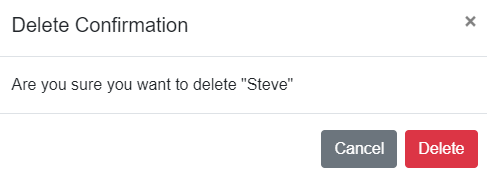 Delete Confirmation ×
Are you sure you want to delete "Steve"
Cancel Delete